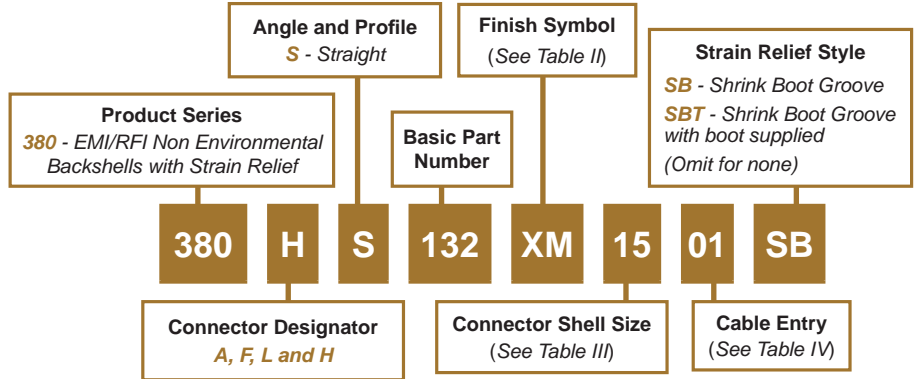 Angle and Profile
S - Straight
Finish Symbol
(See Table II)
Strain Relief Style
SB - Shrink Boot Groove
SBT - Shrink Boot Groove
with boot supplied
(Omit for none)
Product Series
380 - EMI/RFI Non Environmental
Backshells with Strain Relief
Basic Part
Number
380 H S 132 XM 15 01 SB
Connector Designator
A, F, L and H
Connector Shell Size
(See Table III)
Cable Entry
(See Table IV)